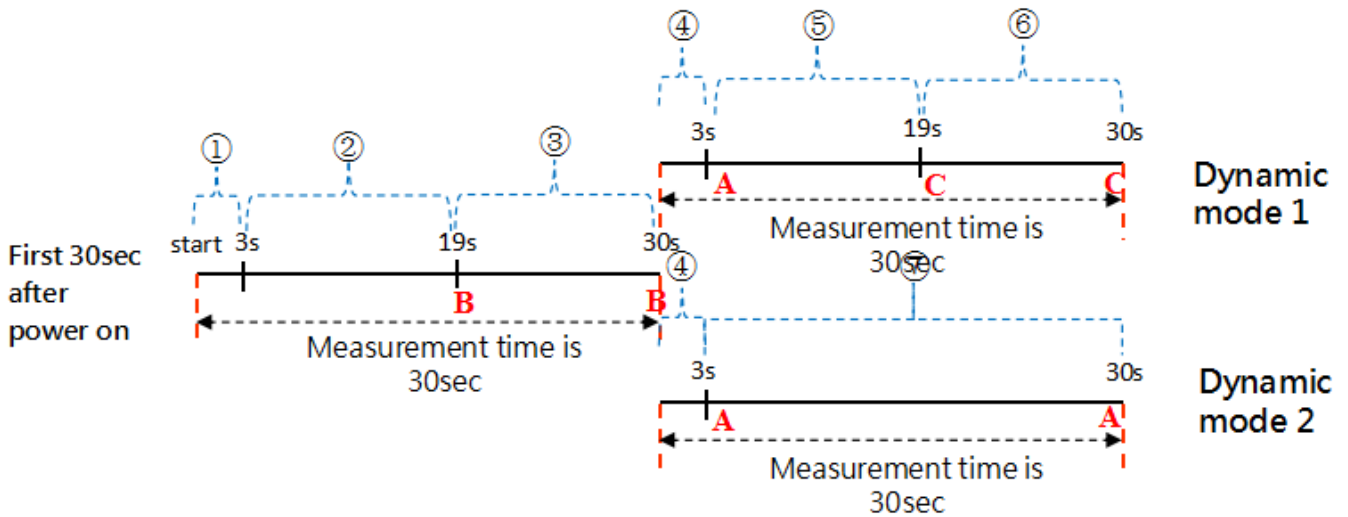 ④ ⑤ ⑥
3s 19s 30s
A C C
Measurement time is
30sec
Dynamic
mode 1
① ② ③
start 3s 19s 30s
B B
First 30sec
after
power on
Measurement time is
30sec
④ ⑦
3s 30s
A A
Measurement time is
30sec
Dynamic
mode 2